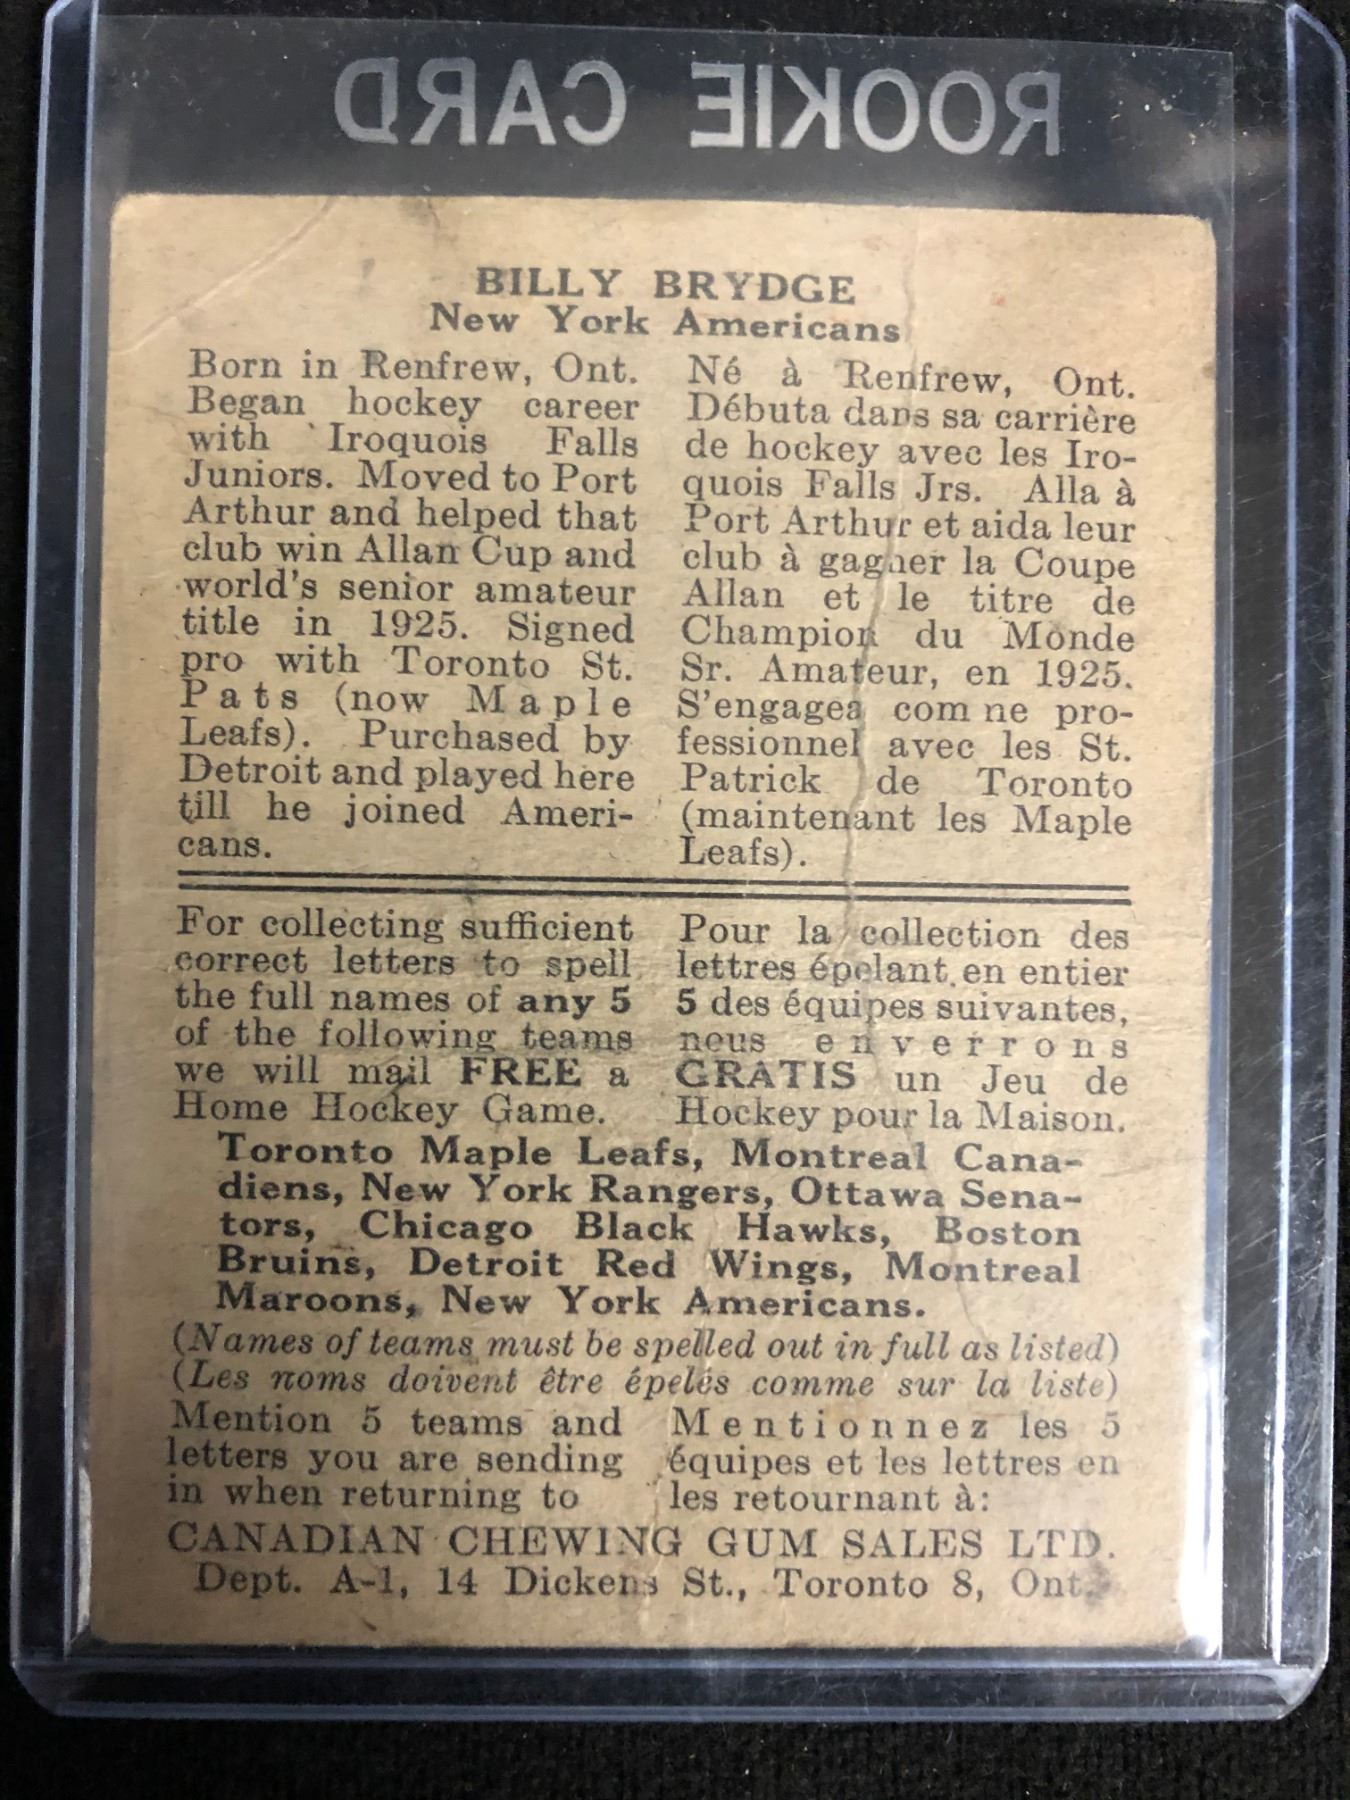 ROOKIE CARD
BILLY BRYDGE
New York Americans
Born in Renfrew, Ont.
Began hockey career
with Iroquois Falls
Juniors. Moved to Port
Arthur and helped that
club win Allan Cup and
world's senior amateur
title in 1925. Signed
pro with Toronto St.
Pats (now Maple
Leafs). Purchased by
Detroit and played here
till he joined Ameri-
cans.
Né à Renfrew, Ont.
Débuta dans sa carrière
de hockey avec les Iro-
quois Falls Jrs. Alla à
Port Arthur et aida leur
club à gagner la Coupe
Allan et le titre de
Champion du Monde
Sr. Amateur, en 1925.
S'engagea comne pro-
fessionnel avec les St.
Patrick de Toronto
(maintenant les Maple
Leafs).
For collecting sufficient
correct letters to spell
the full names of any 5
of the following teams
we will mail FREE a
Home Hockey Game.
Pour la collection des
lettres épelant en entier
5 des équipes suivantes,
nous enverrons
GRATIS un Jeu de
Hockey pour la Maison.
Toronto Maple Leafs, Montreal Cana-
diens, New York Rangers, Ottawa Sena-
tors, Chicago Black Hawks, Boston
Bruins, Detroit Red Wings, Montreal
Maroons, New York Americans.
(Names of teams must be spelled out in full as listed)
(Les noms doivent être épelés comme sur la liste)
Mention 5 teams and
letters you are sending
in when returning to
Mentionnez les 5
équipes et les lettres en
les retournant à:
CANADIAN CHEWING GUM SALES LTD.
Dept. A-1, 14 Dickens St., Toronto 8, Ont.